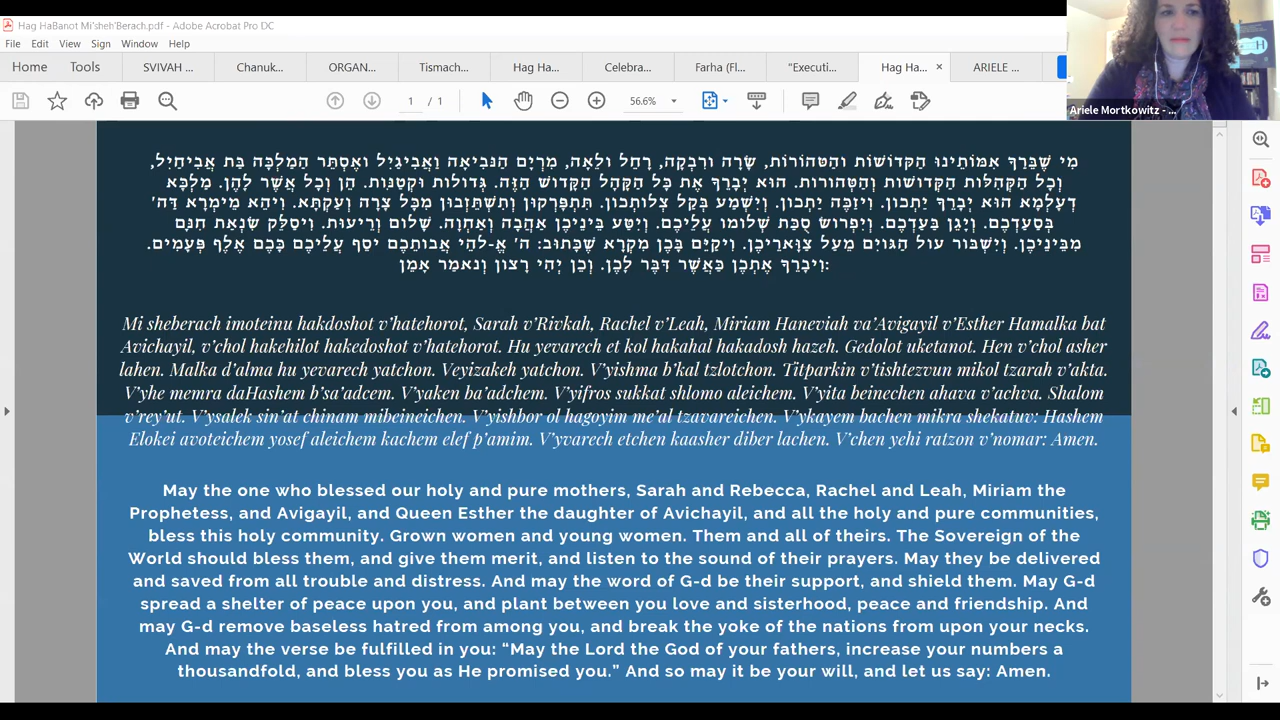 Hag HaBanot Mi'sheh'Berach.pdf - Adobe Acrobat Pro DC
File Edit View Sign Window Help
Home Tools SVIVAH ... Chanuk... ORGAN... Tismach... Hag Ha... Celebra... Farha (Fl... "Executi... Hag Ha... × ARIELE ...
1 / 1 56.6%
Ariele Mortkowitz - ...
מִי שֶׁבֵּרַךְ אִמּוֹתֵינוּ הַקְּדוֹשׁוֹת וְהַטְּהוֹרוֹת, שָׂרָה וְרִבְקָה, רָחֵל וְלֵאָה, מִרְיָם הַנְּבִיאָה וַאֲבִיגַיִל וְאֶסְתֵּר הַמַּלְכָּה בַּת אֲבִיחַיִל,
וְכָל הַקְּהִלּוֹת הַקְּדוֹשׁוֹת וְהַטְּהוֹרוֹת. הוּא יְבָרֵךְ אֶת כָּל הַקָּהָל הַקָּדוֹשׁ הַזֶּה. גְּדוֹלוֹת וּקְטַנּוֹת. הֵן וְכָל אֲשֶׁר לָהֶן. מַלְכָּא
דְעָלְמָא הוּא יְבָרֵךְ יַתְכוֹן. וִיזַכֶּה יַתְכוֹן. וְיִשְׁמַע בְּקַל צְלוֹתְכוֹן. תִּתְפָּרְקוּן וְתִשְׁתֵּזְבוּן מִכָּל צָרָה וְעַקְתָּא. וִיהֵא מֵימְרָא דַּה'
בְּסַעְדְכֶם. וְיָגֵן בַּעַדְכֶם. וְיִפְרוֹשׂ סֻכַּת שְׁלוֹמוֹ עֲלֵיכֶם. וְיִטַּע בֵּינֵיכֶן אַהֲבָה וְאַחְוָה. שָׁלוֹם וְרֵיעוּת. וִיסַלֵּק שִׂנְאַת חִנָּם
מִבֵּינֵיכֶן. וְיִשְׁבּוֹר עוֹל הַגּוֹיִם מֵעַל צַוָּארֵיכֶן. וִיקַיֵּם בָּכֶן מִקְרָא שֶׁכָּתוּב: ה' אֱ-לֹהֵי אֲבוֹתֵכֶם יֹסֵף עֲלֵיכֶם כָּכֶם אֶלֶף פְּעָמִים.
וִיבָרֵךְ אֶתְכֶן כַּאֲשֶׁר דִּבֶּר לָכֶן. וְכֵן יְהִי רָצוֹן וְנֹאמַר אָמֵן:
Mi sheberach imoteinu hakdoshot v'hatehorot, Sarah v'Rivkah, Rachel v'Leah, Miriam Haneviah va'Avigayil v'Esther Hamalka bat
Avichayil, v'chol hakehilot hakedoshot v'hatehorot. Hu yevarech et kol hakahal hakadosh hazeh. Gedolot uketanot. Hen v'chol asher
lahen. Malka d'alma hu yevarech yatchon. Veyizakeh yatchon. V'yishma b'kal tzlotchon. Titparkin v'tishtezvun mikol tzarah v'akta.
V'yhe memra daHashem b'sa'adcem. V'yaken ba'adchem. V'yifros sukkat shlomo aleichem. V'yita beinechen ahava v'achva. Shalom
v'rey'ut. V'ysalek sin'at chinam mibeineichen. V'yishbor ol hagoyim me'al tzavareichen. V'ykayem bachen mikra shekatuv: Hashem
Elokei avoteichem yosef aleichem kachem elef p'amim. V'yvarech etchen kaasher diber lachen. V'chen yehi ratzon v'nomar: Amen.
May the one who blessed our holy and pure mothers, Sarah and Rebecca, Rachel and Leah, Miriam the
Prophetess, and Avigayil, and Queen Esther the daughter of Avichayil, and all the holy and pure communities,
bless this holy community. Grown women and young women. Them and all of theirs. The Sovereign of the
World should bless them, and give them merit, and listen to the sound of their prayers. May they be delivered
and saved from all trouble and distress. And may the word of G-d be their support, and shield them. May G-d
spread a shelter of peace upon you, and plant between you love and sisterhood, peace and friendship. And
may G-d remove baseless hatred from among you, and break the yoke of the nations from upon your necks.
And may the verse be fulfilled in you: “May the Lord the God of your fathers, increase your numbers a
thousandfold, and bless you as He promised you.” And so may it be your will, and let us say: Amen.